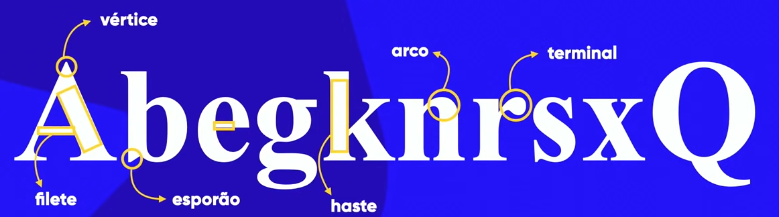 vértice
arco
terminal
AbegknrsxQ
filete
esporão
haste